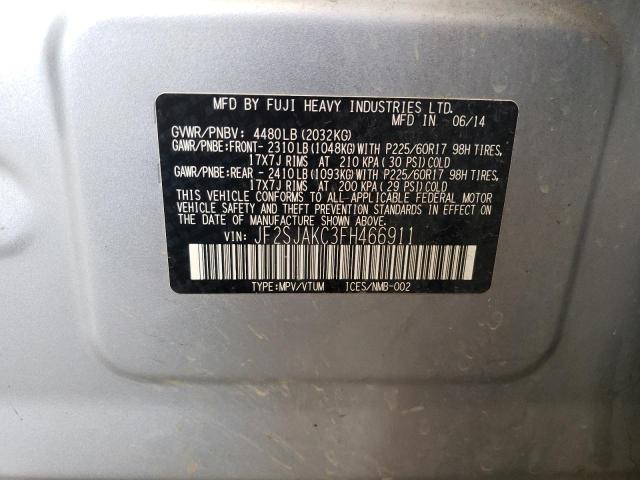 MFD BY FUJI HEAVY INDUSTRIES LTD.
MFD IN 06/14
GVWR/PNBV: 4480LB(2032KG)
GAWR/PNBE:FRONT- 2310LB(1048KG)WITH P225/60R17 98H TIRES,
17X7J RIMS AT 210 KPA(30 PSI)COLD
GAWR/PNBE:REAR - 2410LB(1093KG)WITH P225/60R17 98H TIRES,
17X7J RIMS AT 200 KPA(29 PSI)COLD
THIS VEHICLE CONFORMS TO ALL APPLICABLE FEDERAL MOTOR
VEHICLE SAFETY AND THEFT PREVENTION STANDARDS IN EFFECT ON
THE DATE OF MANUFACTURE SHOWN ABOVE.
VIN: JF2SJAKC3FH466911
TYPE:MPV/VTUM ICES/NMB-002